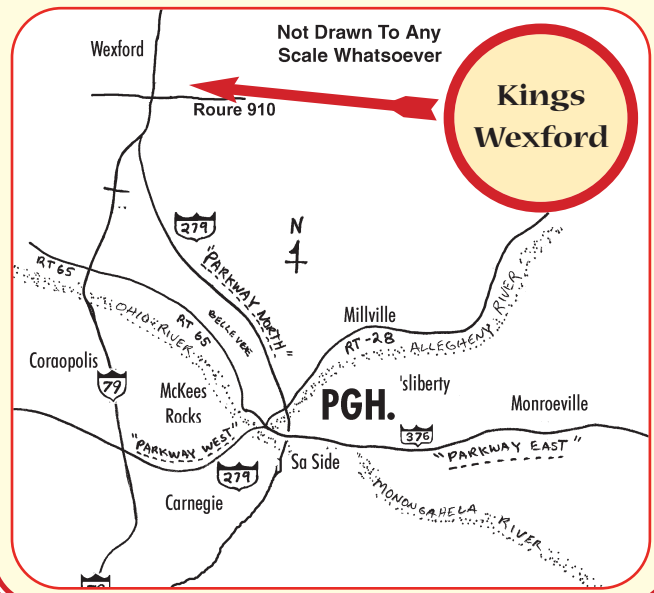 Not Drawn To Any
Scale Whatsoever
Wexford
Kings
Wexford
Roure 910
N
279
"PARKWAY NORTH"
RT 65
OHIO RIVER
RT 65
BELLEVUE
Millville
RT-28
ALLEGHENY RIVER
Coraopolis
79
McKees
Rocks
PGH.
'sliberty
Monroeville
376
"PARKWAY WEST"
"PARKWAY EAST"
279
Sa Side
Carnegie
MONONGAHELA RIVER
79